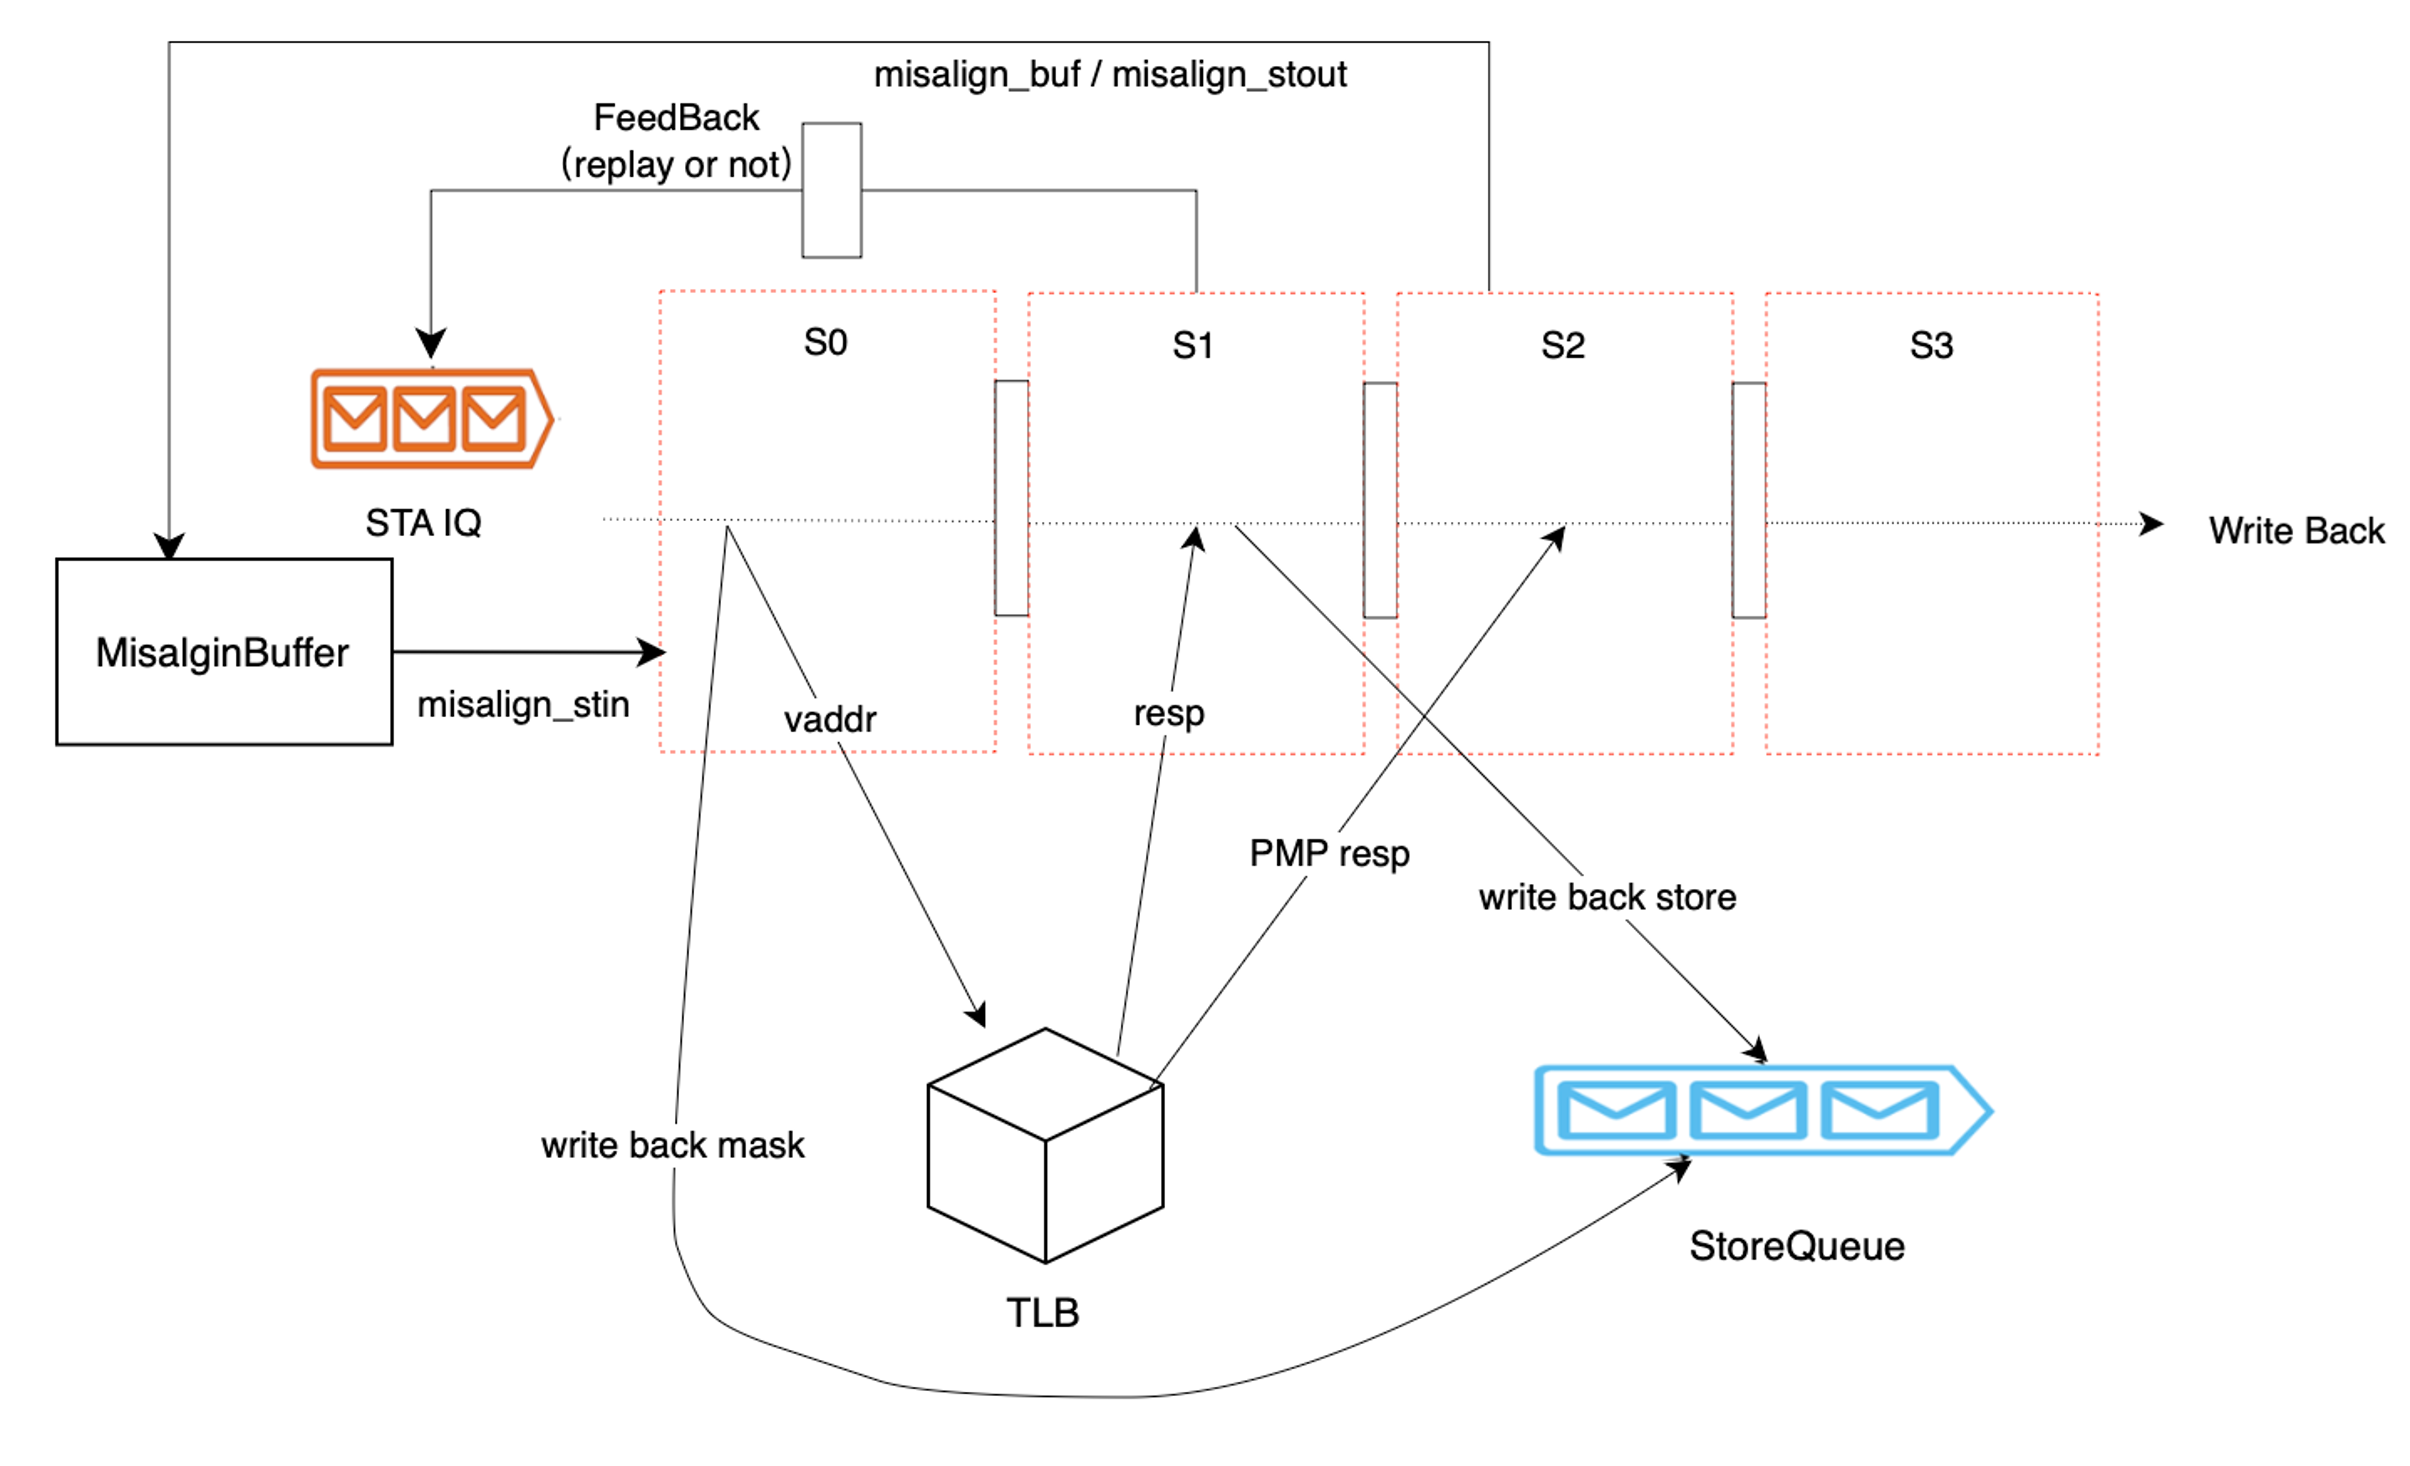 misalign_buf / misalign_stout
FeedBack
(replay or not)
S0
S1
S2
S3
STA IQ
Write Back
MisalginBuffer
misalign_stin
vaddr
resp
PMP resp
write back store
write back mask
StoreQueue
TLB